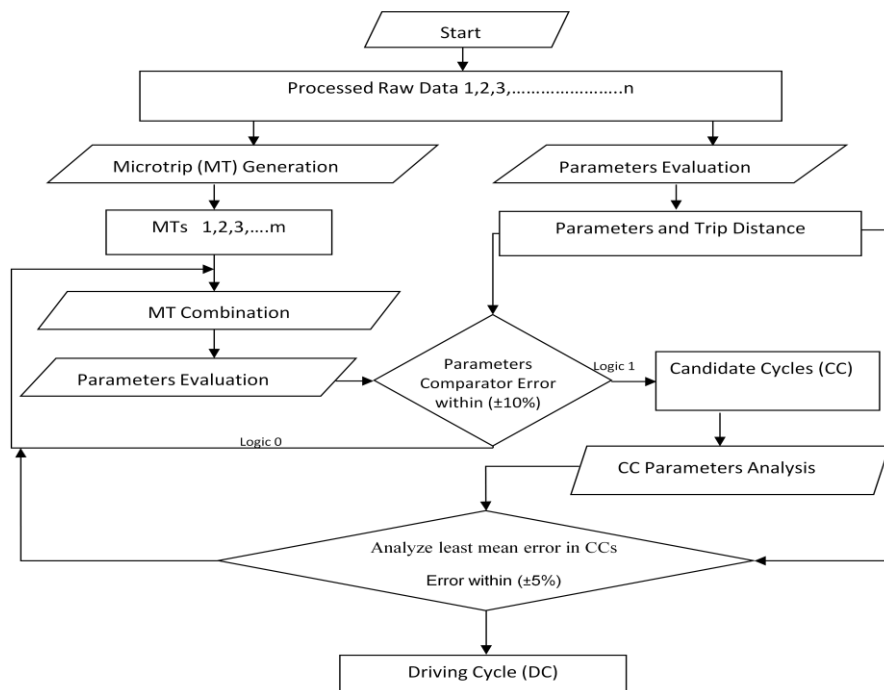 Start
Processed Raw Data 1,2,3,…………………..n
Microtrip (MT) Generation
Parameters Evaluation
MTs 1,2,3,….m
Parameters and Trip Distance
MT Combination
Parameters Evaluation
Parameters
Comparator Error
within (±10%)
Logic 1
Candidate Cycles (CC)
Logic 0
CC Parameters Analysis
Analyze least mean error in CCs
Error within (±5%)
Driving Cycle (DC)